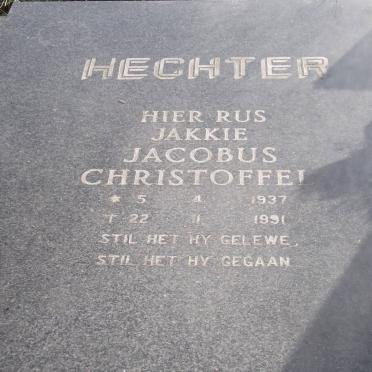 HECHTER
HIER RUS
JAKKIE
JACOBUS
CHRISTOFFEL
★ 5 4 1937
† 22 11 1991
STIL HET HY GELEWE,
STIL HET HY GEGAAN